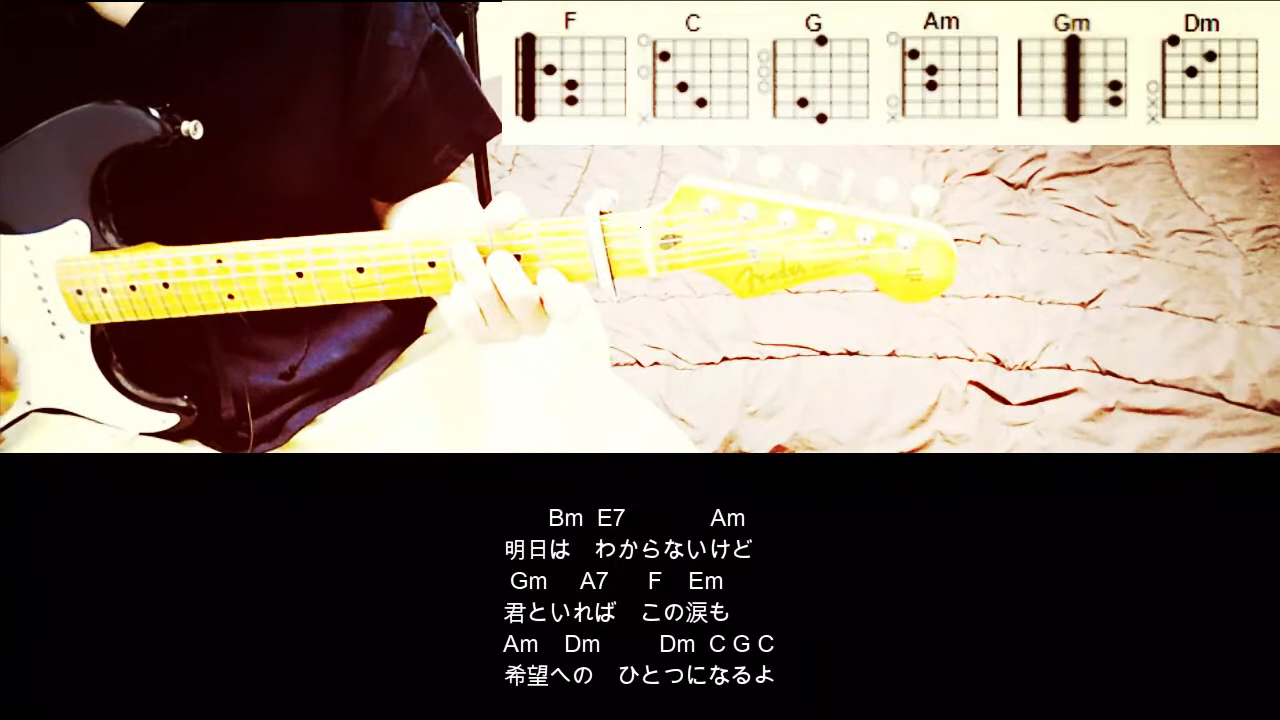 F C G Am Gm Dm
Fender
Bm E7 Am
明日は　わからないけど
Gm A7 F Em
君といれば　この涙も
Am Dm Dm C G C
希望への　ひとつになるよ